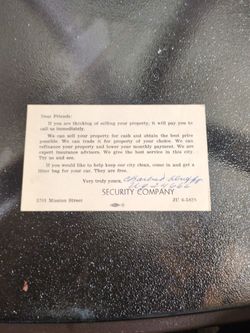 Dear Friends:
If you are thinking of selling your property, it will pay you to
call us immediately.
We can sell your property for cash and obtain the best price
possible. We can trade it for property of your choice. We can
refinance your property and lower your monthly payment. We are
expert insurance advisers. We give the best service in this city.
Try us and see.
If you would like to help keep our city clean, come in and get a
litter bag for your car. They are free.
Very truly yours,
SECURITY COMPANY
Mission Street